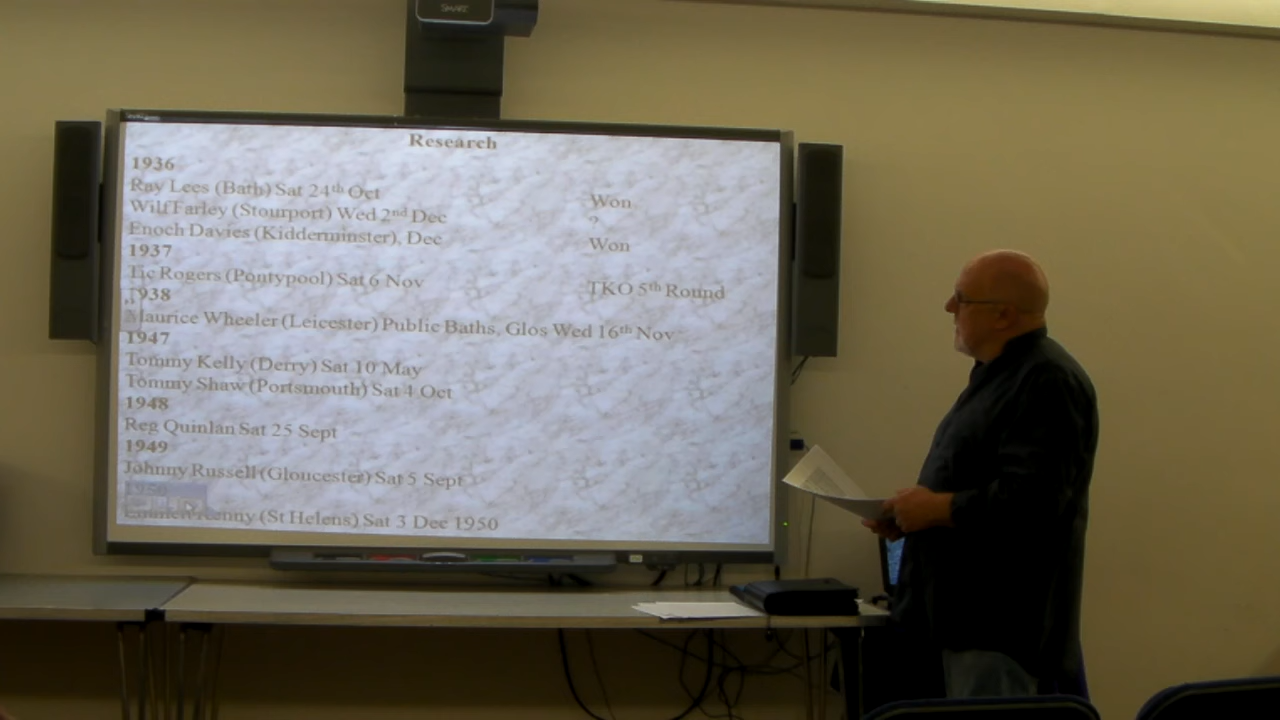 SMART
Research
1936
Ray Lees (Bath) Sat 24th Oct Won
Wilf Farley (Stourport) Wed 2nd Dec ?
Enoch Davies (Kidderminster), Dec Won
1937
Tic Rogers (Pontypool) Sat 6 Nov TKO 5th Round
1938
Maurice Wheeler (Leicester) Public Baths, Glos Wed 16th Nov
1947
Tommy Kelly (Derry) Sat 10 May
Tommy Shaw (Portsmouth) Sat 4 Oct
1948
Reg Quinlan Sat 25 Sept
1949
Johnny Russell (Gloucester) Sat 5 Sept
1950
Kenny (St Helens) Sat 3 Dec 1950